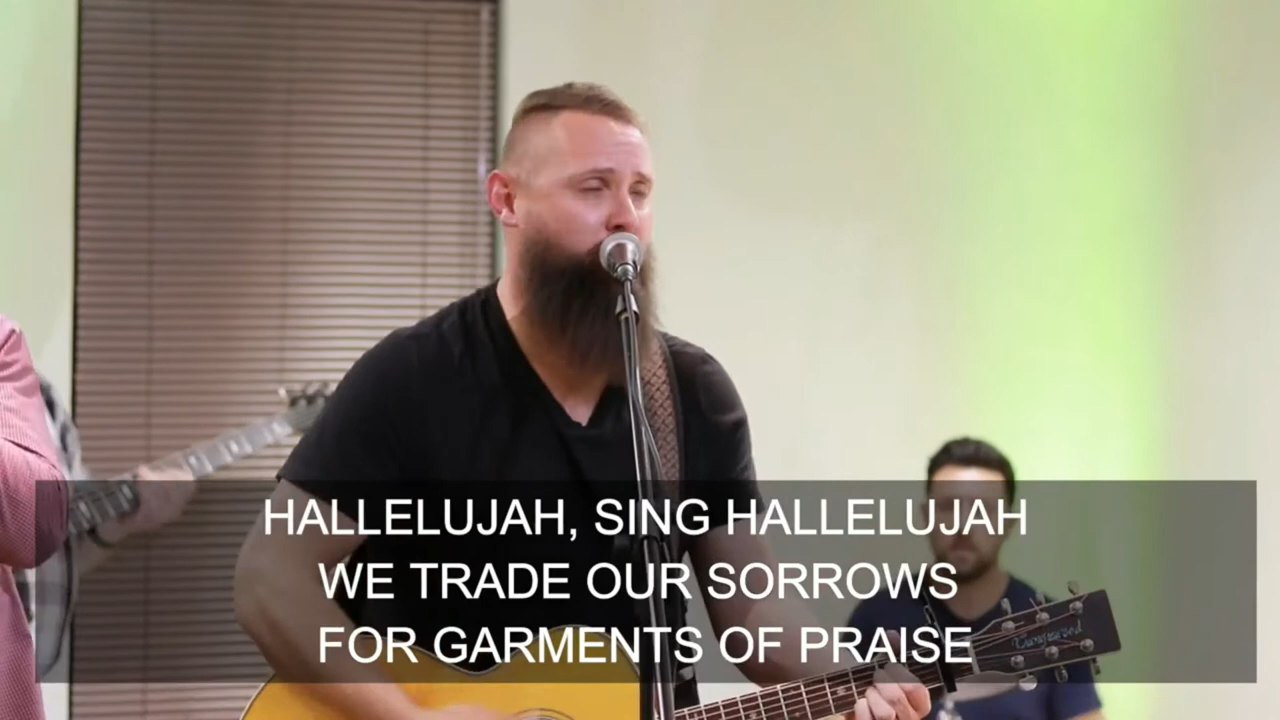 HALLELUJAH, SING HALLELUJAH
WE TRADE OUR SORROWS
FOR GARMENTS OF PRAISE